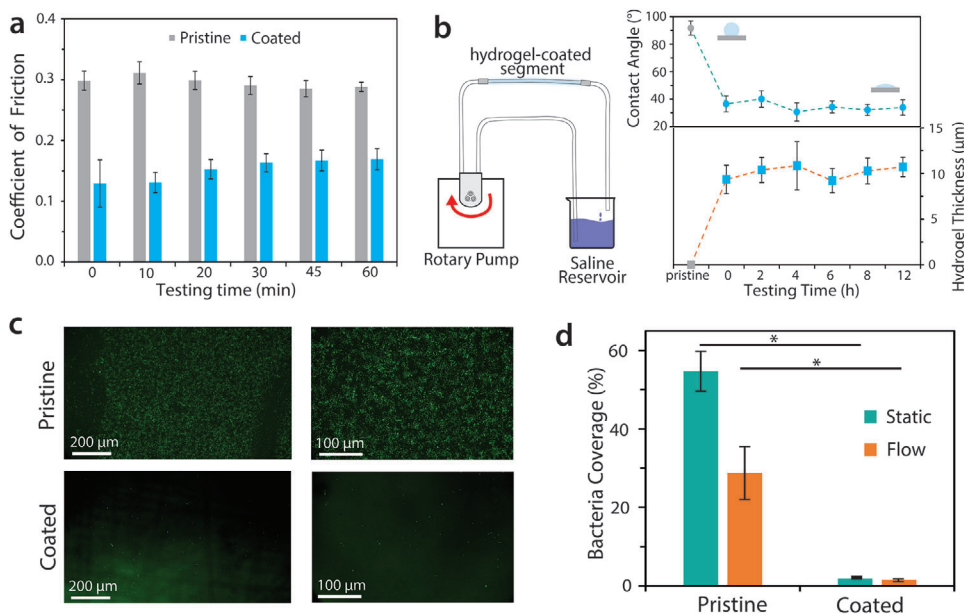 a
0.4
0.3
0.2
0.1
0.0
Coefficient of Friction
Pristine
Coated
0
10
20
30
45
60
Testing time (min)
b
hydrogel-coated
segment
Rotary Pump
Saline
Reservoir
100
80
60
40
20
Contact Angle (°)
15
10
5
0
Hydrogel Thickness (um)
pristine
0
2
4
6
8
12
Testing Time (h)
c
Pristine
200 µm
100 µm
Coated
200 µm
100 µm
d
60
40
20
0
Bacteria Coverage (%)
*
*
Static
Flow
Pristine
Coated